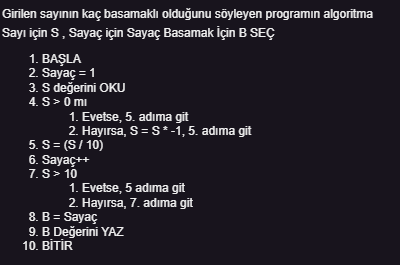 Girilen sayının kaç basamaklı olduğunu söyleyen programın algoritma
Sayı için S , Sayaç için Sayaç Basamak İçin B SEÇ
1. BAŞLA
2. Sayaç = 1
3. S değerini OKU
4. S > 0 mı
1. Evetse, 5. adıma git
2. Hayırsa, S = S * -1, 5. adıma git
5. S = (S / 10)
6. Sayaç++
7. S > 10
1. Evetse, 5 adıma git
2. Hayırsa, 7. adıma git
8. B = Sayaç
9. B Değerini YAZ
10. BİTİR